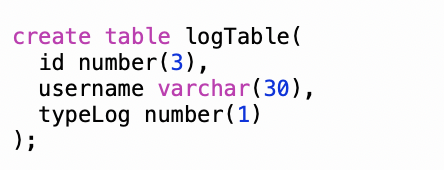 create table logTable(
  id number(3),
  username varchar(30),
  typeLog number(1)
);